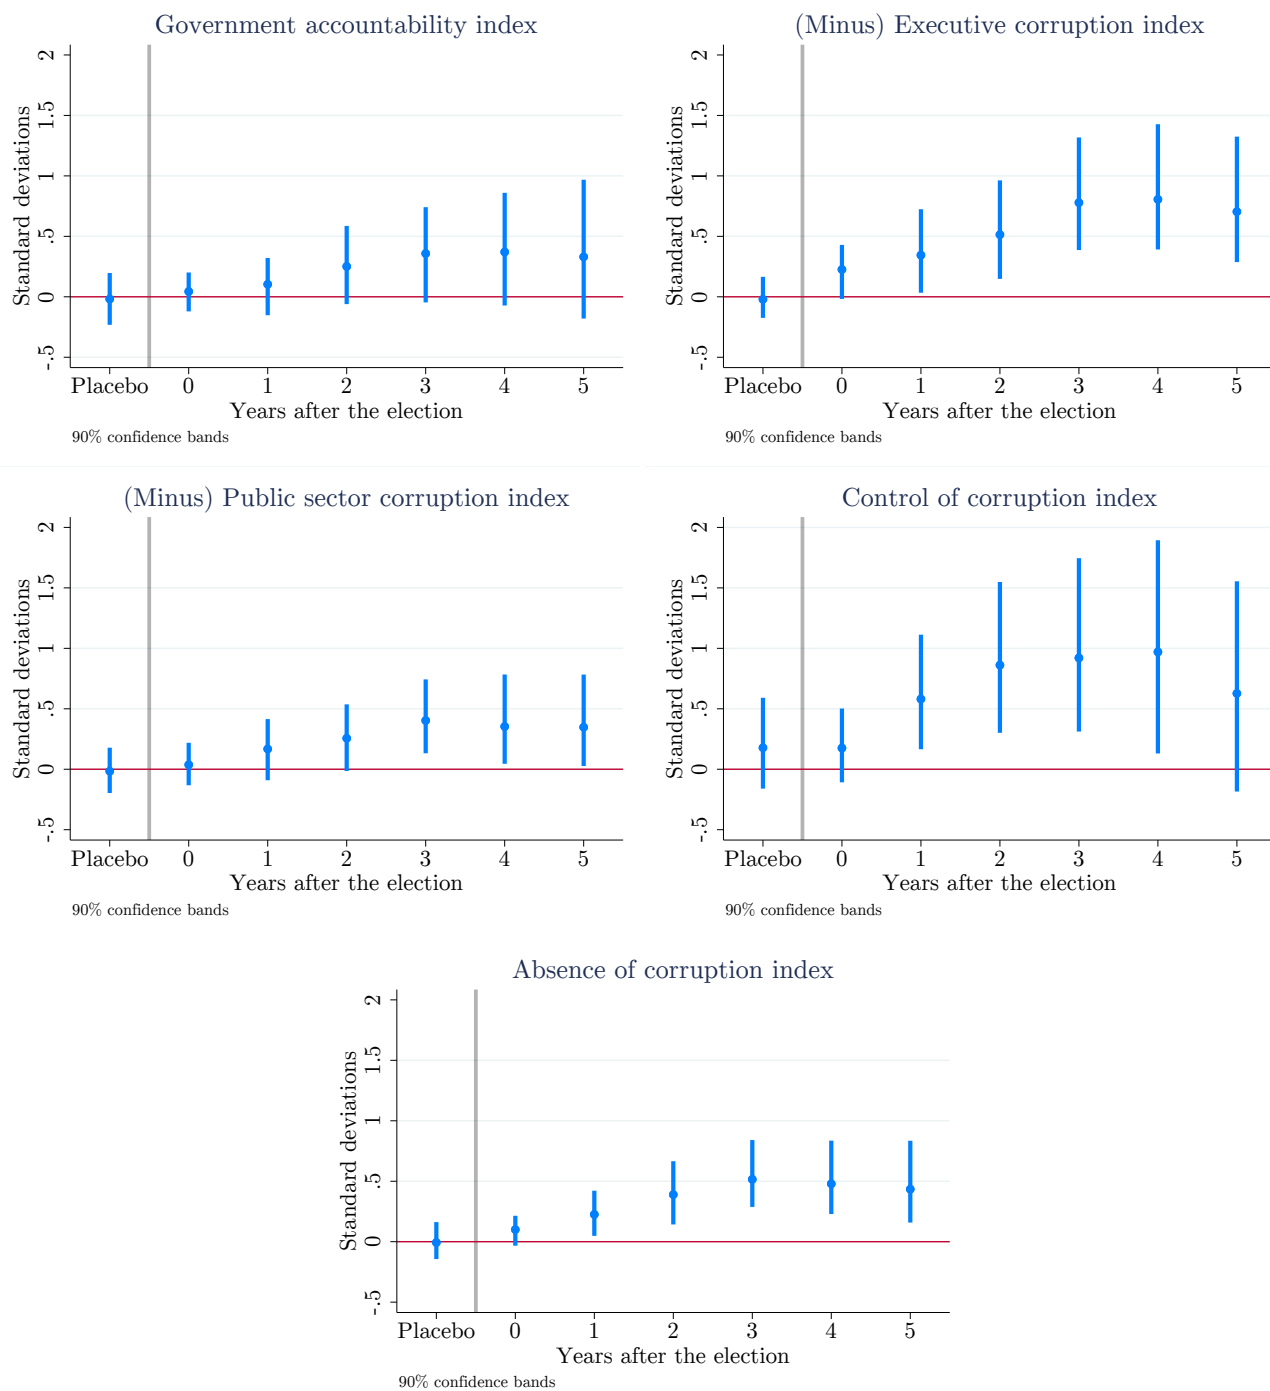 Government accountability index
Standard deviations
2
1.5
1
.5
0
-.5
Placebo 0 1 2 3 4 5
Years after the election
90% confidence bands
(Minus) Executive corruption index
Standard deviations
2
1.5
1
.5
0
-.5
Placebo 0 1 2 3 4 5
Years after the election
90% confidence bands
(Minus) Public sector corruption index
Standard deviations
2
1.5
1
.5
0
-.5
Placebo 0 1 2 3 4 5
Years after the election
90% confidence bands
Control of corruption index
Standard deviations
2
1.5
1
.5
0
-.5
Placebo 0 1 2 3 4 5
Years after the election
90% confidence bands
Absence of corruption index
Standard deviations
2
1.5
1
.5
0
-.5
Placebo 0 1 2 3 4 5
Years after the election
90% confidence bands